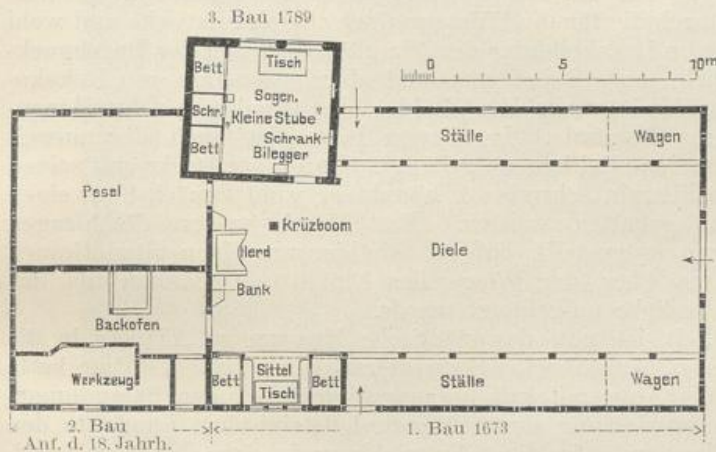 3. Bau 1789
Bett
Tisch
0 5 10m
Schr.
Sogen.
Kleine Stube
Bett
Schrank
Bilegger
Ställe
Wagen
Pesel
Krüzboom
Herd
Diele
Bank
Backofen
Werkzeug
Bett
Sittel
Tisch
Bett
Ställe
Wagen
2. Bau
Anf. d. 18. Jahrh.
1. Bau 1673